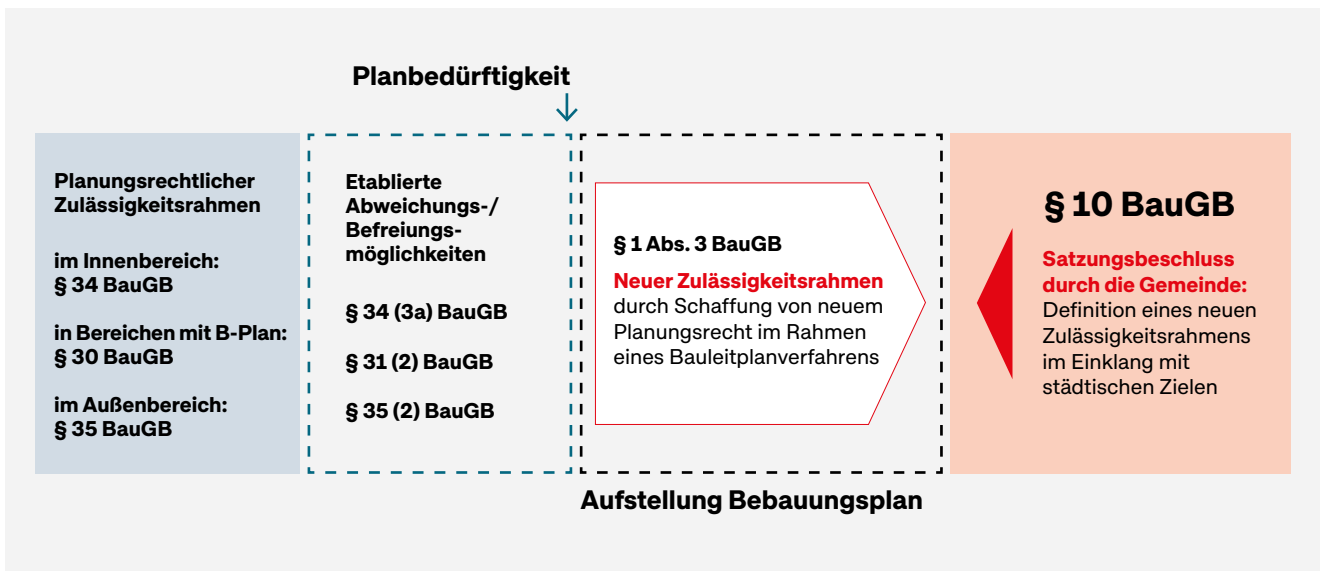 Planbedürftigkeit
Planungsrechtlicher
Zulässigkeitsrahmen
im Innenbereich:
§ 34 BauGB
in Bereichen mit B-Plan:
§ 30 BauGB
im Außenbereich:
§ 35 BauGB
Etablierte
Abweichungs-/
Befreiungs-
möglichkeiten
§ 34 (3a) BauGB
§ 31 (2) BauGB
§ 35 (2) BauGB
§ 1 Abs. 3 BauGB
Neuer Zulässigkeitsrahmen
durch Schaffung von neuem
Planungsrecht im Rahmen
eines Bauleitplanverfahrens
Aufstellung Bebauungsplan
§ 10 BauGB
Satzungsbeschluss
durch die Gemeinde:
Definition eines neuen
Zulässigkeitsrahmens
im Einklang mit
städtischen Zielen